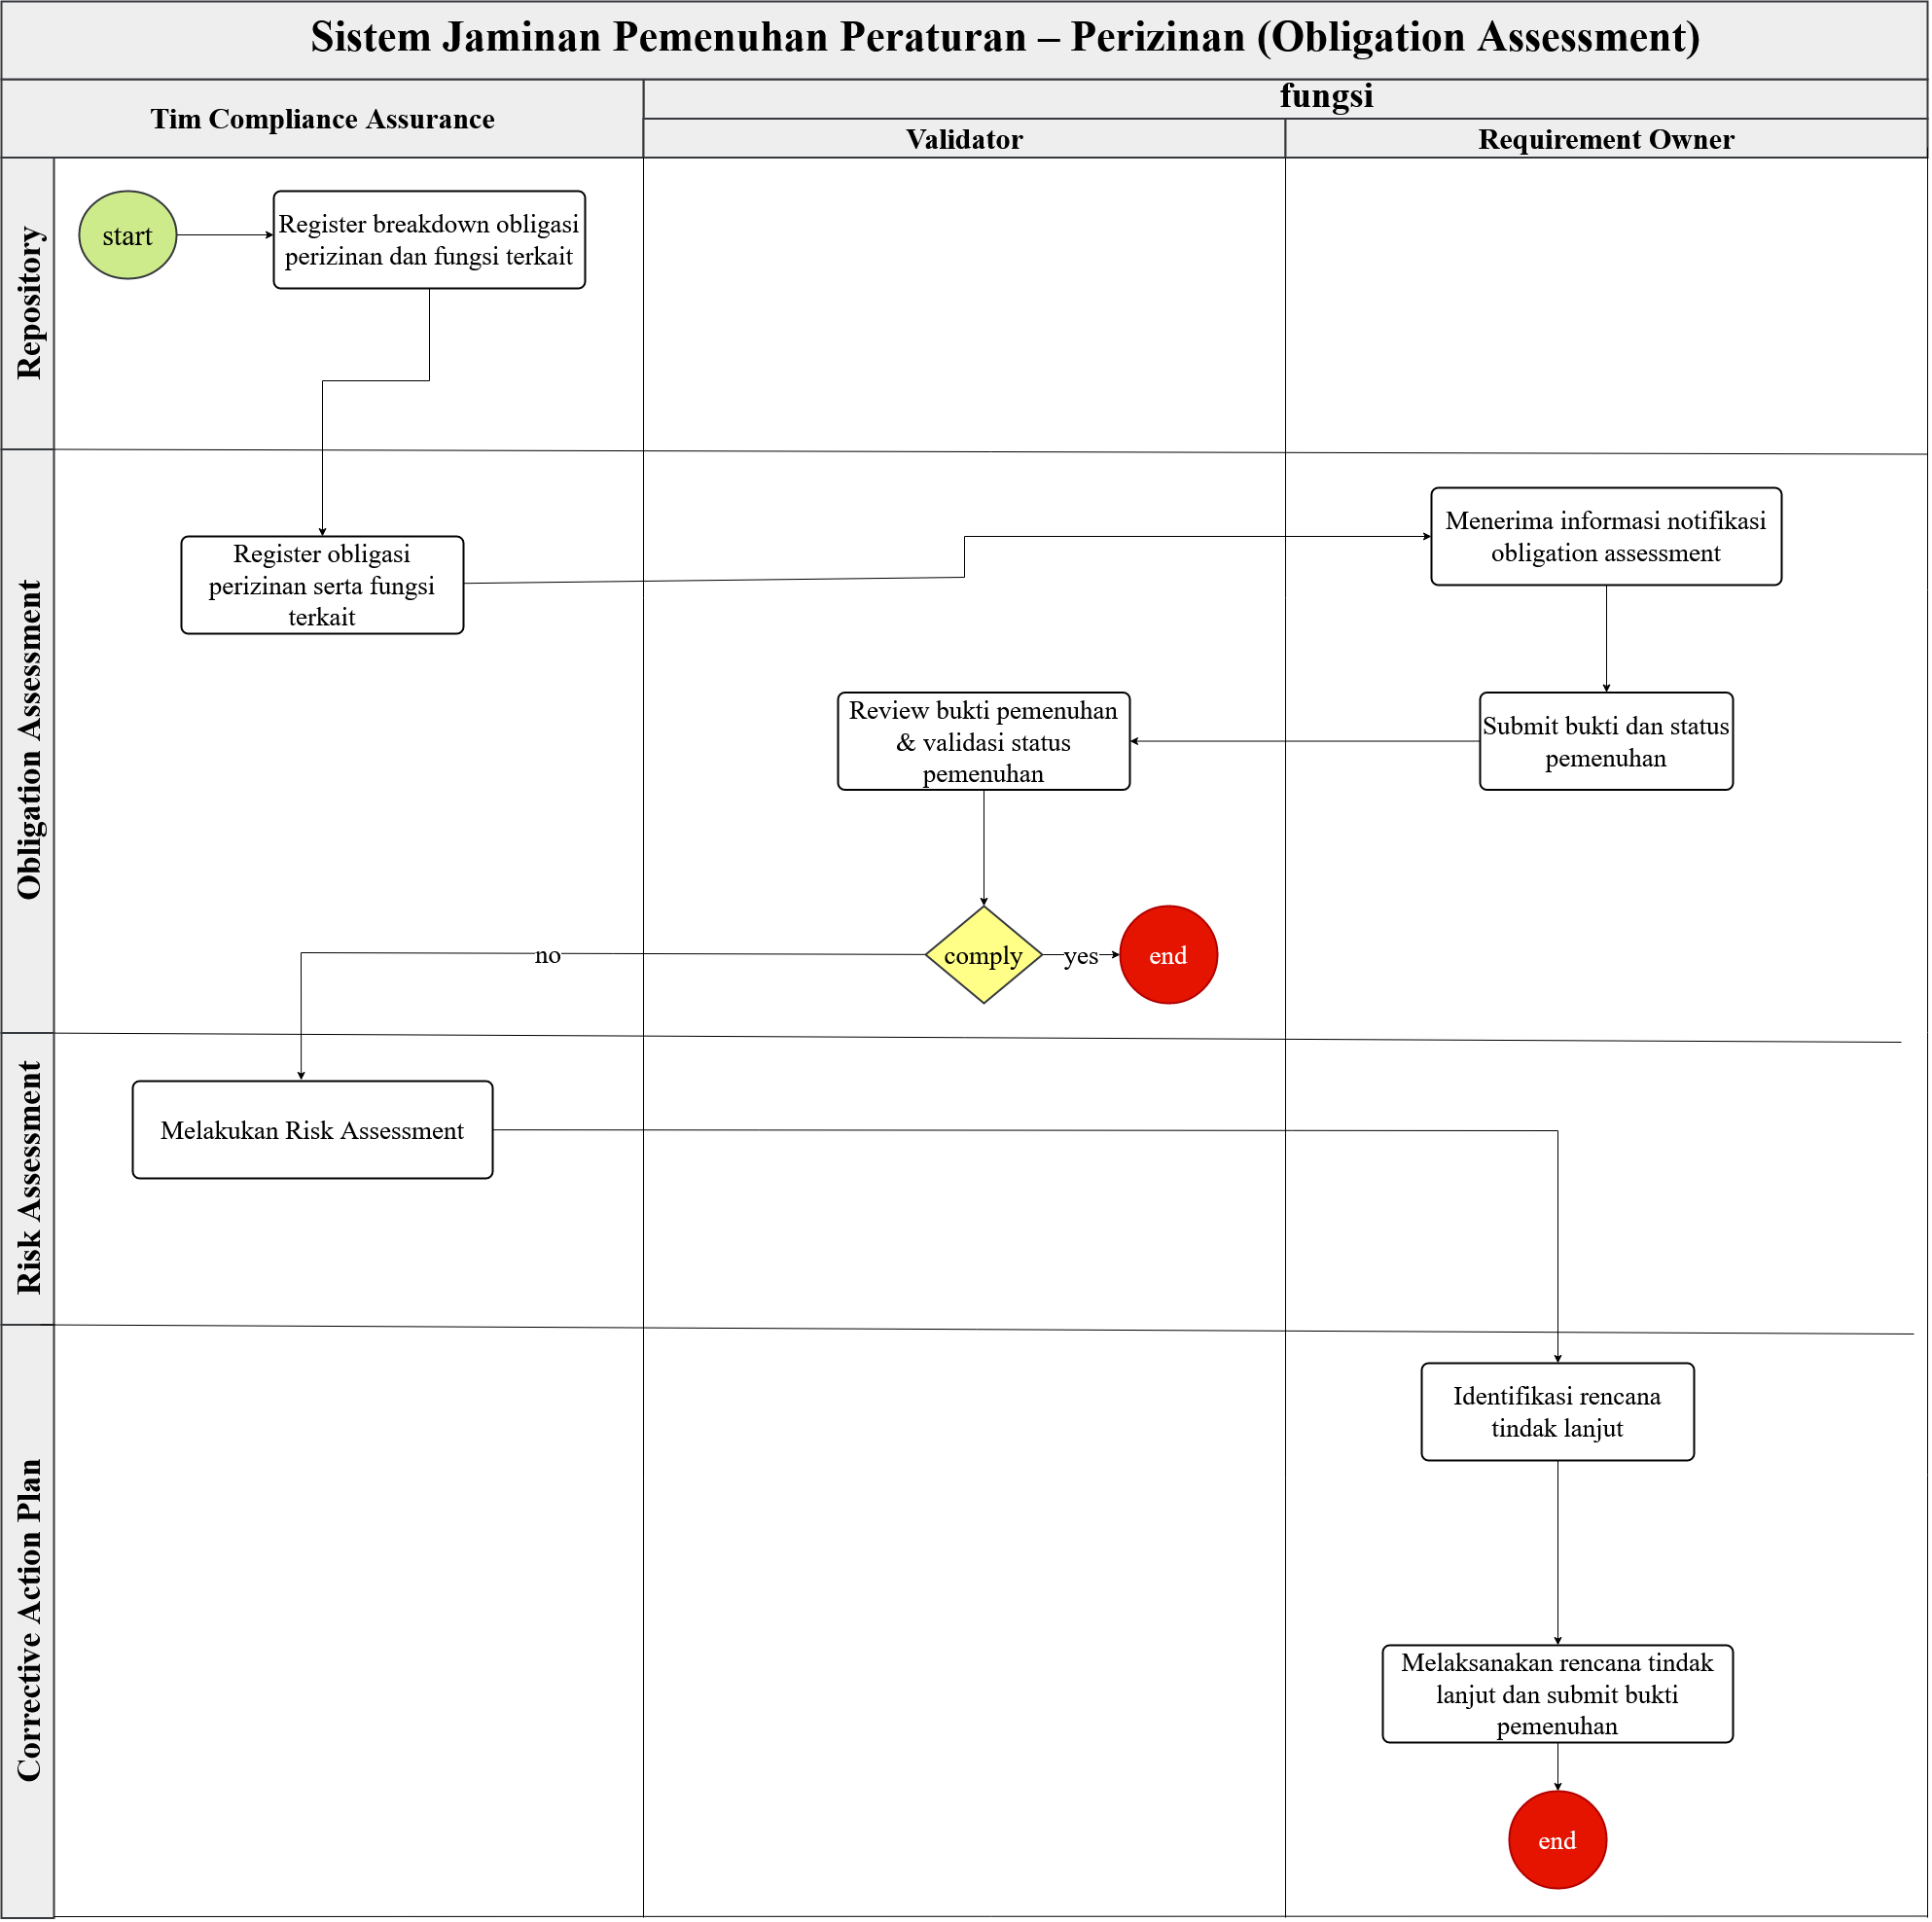 Sistem Jaminan Pemenuhan Peraturan – Perizinan (Obligation Assessment)
Tim Compliance Assurance
fungsi
Validator
Requirement Owner
Repository
start
Register breakdown obligasi
perizinan dan fungsi terkait
Obligation Assessment
Register obligasi
perizinan serta fungsi
terkait
Menerima informasi notifikasi
obligation assessment
Submit bukti dan status
pemenuhan
Review bukti pemenuhan
& validasi status
pemenuhan
comply
yes
end
no
Risk Assessment
Melakukan Risk Assessment
Corrective Action Plan
Identifikasi rencana
tindak lanjut
Melaksanakan rencana tindak
lanjut dan submit bukti
pemenuhan
end